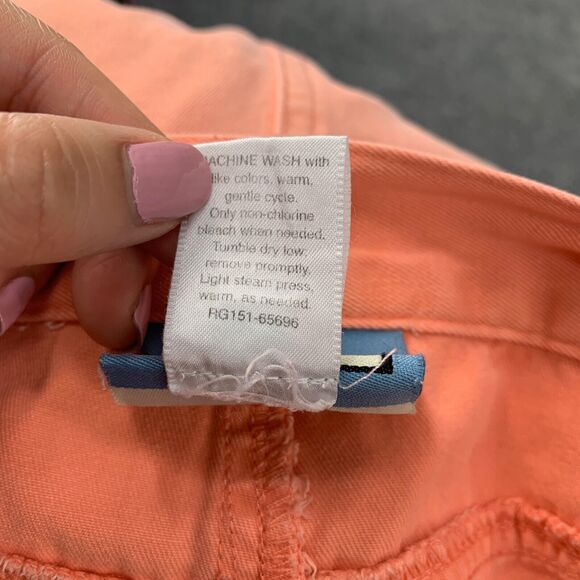 MACHINE WASH with
like colors, warm,
gentle cycle.
Only non-chlorine
bleach when needed.
Tumble dry low;
remove promptly.
Light steam press,
warm, as needed.
RG151-65696